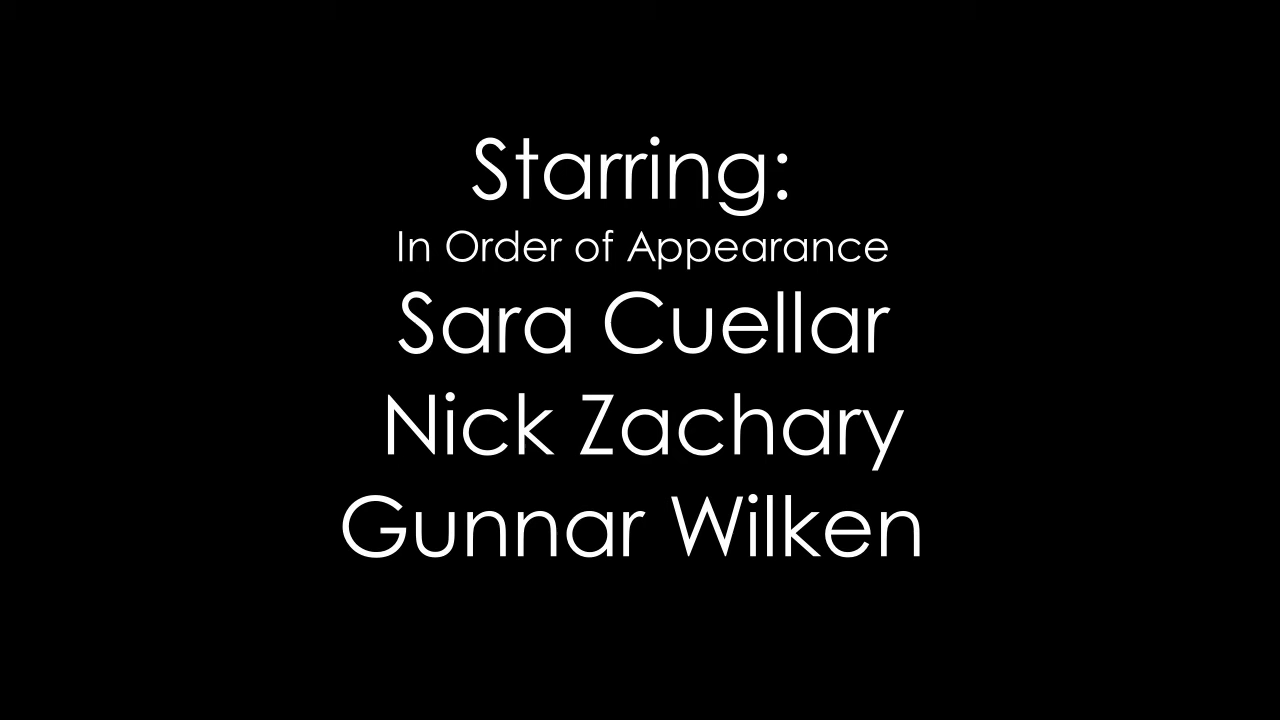 Starring:
In Order of Appearance
Sara Cuellar
Nick Zachary
Gunnar Wilken